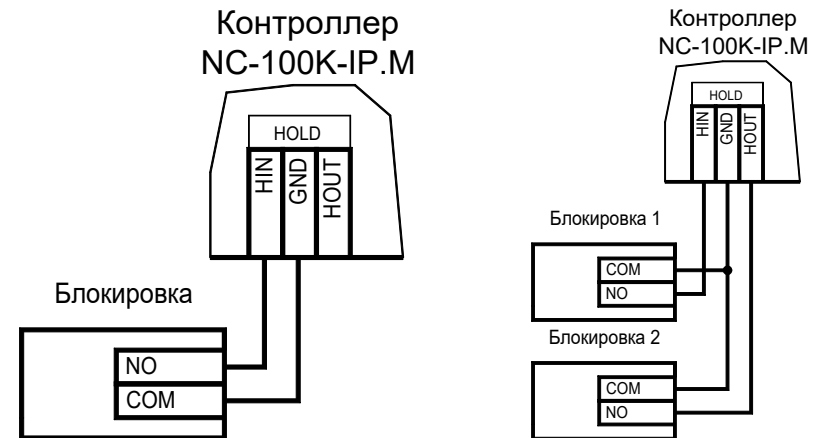 Контроллер
NC-100K-IP.M
HOLD
HIN
GND
HOUT
Блокировка
NO
COM
Контроллер
NC-100K-IP.M
HOLD
HIN
GND
HOUT
Блокировка 1
COM
NO
Блокировка 2
COM
NO